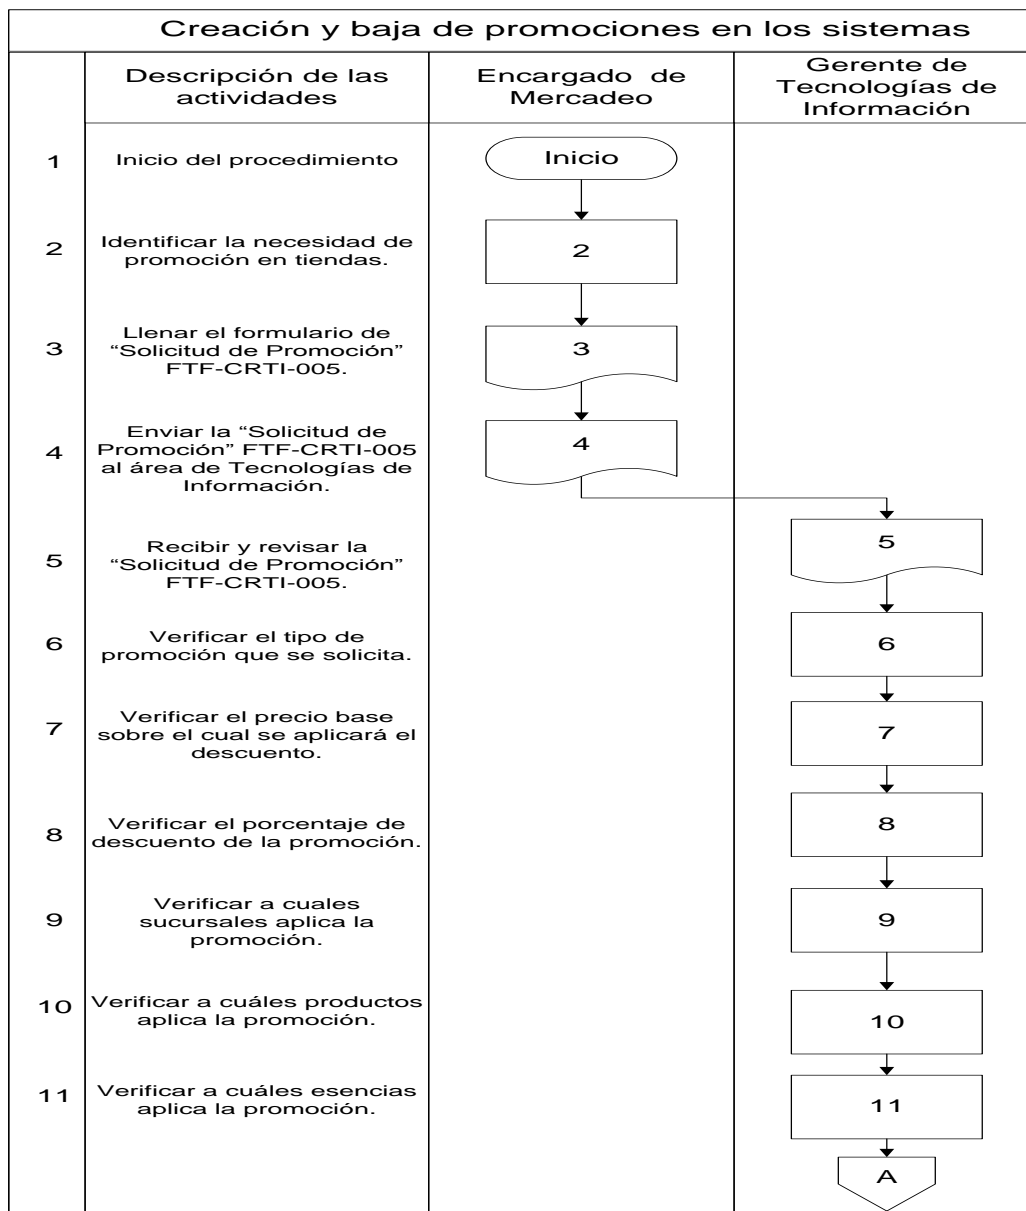 Creación y baja de promociones en los sistemas
Descripción de las
actividades
Encargado de
Mercadeo
Gerente de
Tecnologías de
Información
1
Inicio del procedimiento
Inicio
2
Identificar la necesidad de
promoción en tiendas.
2
3
Llenar el formulario de
“Solicitud de Promoción”
FTF-CRTI-005.
3
4
Enviar la “Solicitud de
Promoción” FTF-CRTI-005
al área de Tecnologías de
Información.
4
5
Recibir y revisar la
“Solicitud de Promoción”
FTF-CRTI-005.
5
6
Verificar el tipo de
promoción que se solicita.
6
7
Verificar el precio base
sobre el cual se aplicará el
descuento.
7
8
Verificar el porcentaje de
descuento de la promoción.
8
9
Verificar a cuales
sucursales aplica la
promoción.
9
10
Verificar a cuáles productos
aplica la promoción.
10
11
Verificar a cuáles esencias
aplica la promoción.
11
A